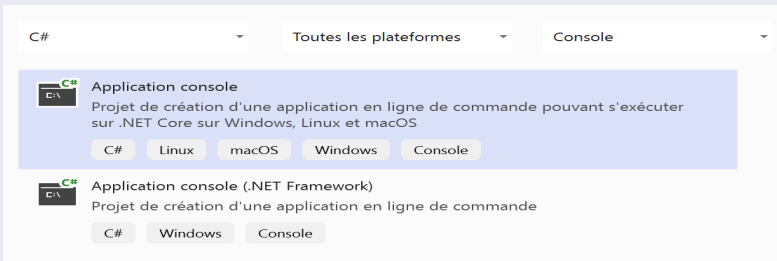 C# Toutes les plateformes Console
C#
Application console
C:\
Projet de création d'une application en ligne de commande pouvant s'exécuter
sur .NET Core sur Windows, Linux et macOS
C# Linux macOS Windows Console
C#
Application console (.NET Framework)
C:\
Projet de création d'une application en ligne de commande
C# Windows Console